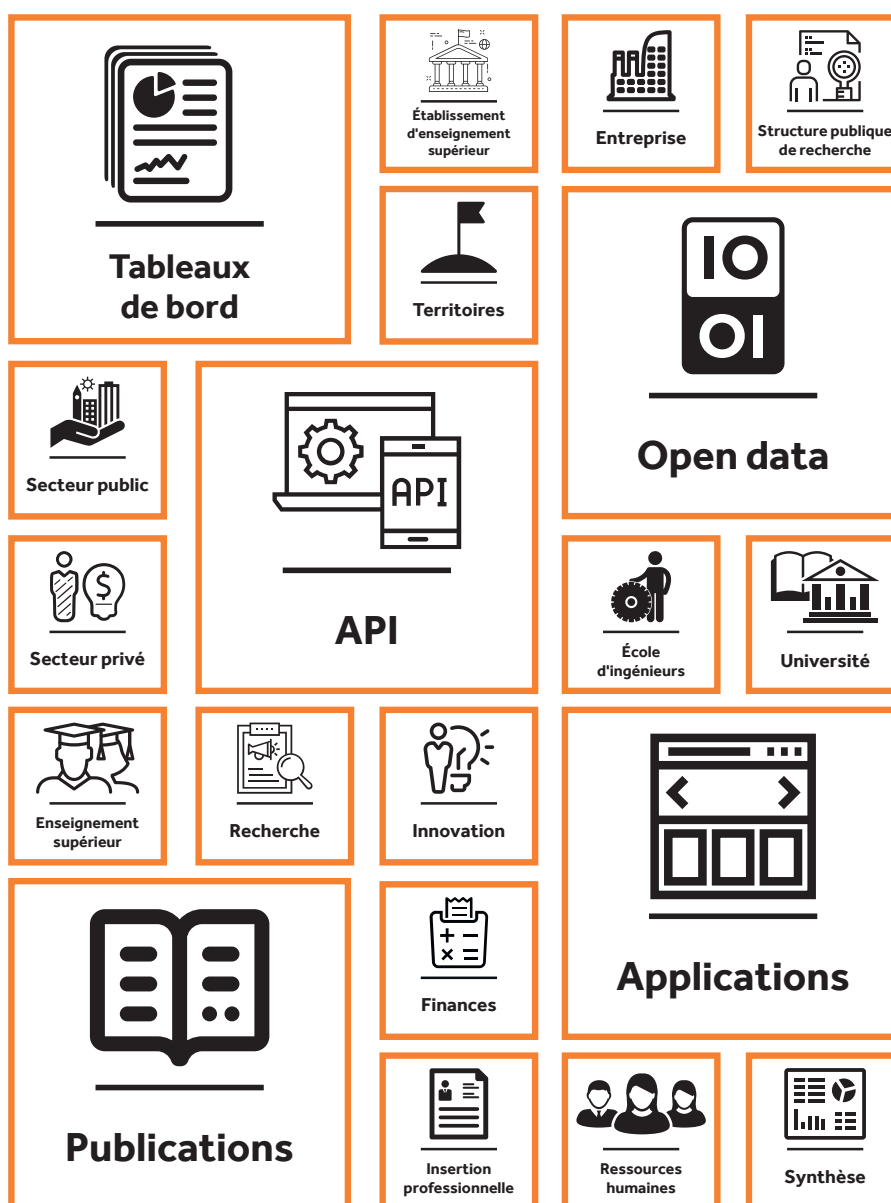 Tableaux
de bord
Établissement
d'enseignement
supérieur
Entreprise
Structure publique
de recherche
Territoires
IO
OI
Open data
Secteur public
API
API
$
Secteur privé
École
d'ingénieurs
Université
Enseignement
supérieur
Recherche
Innovation
Applications
Publications
+ −
× =
Finances
Insertion
professionnelle
Ressources
humaines
Synthèse